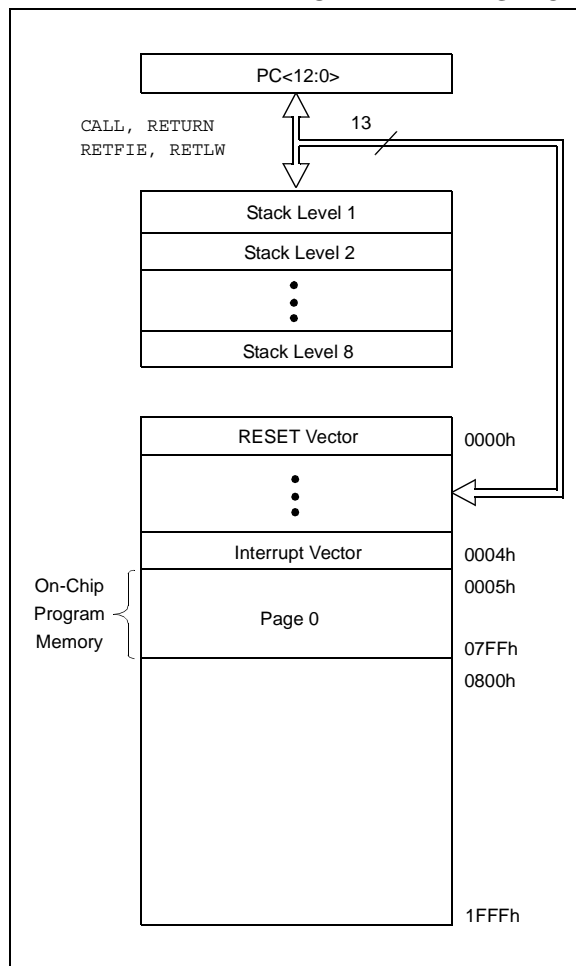 PC<12:0>
CALL, RETURN
RETFIE, RETLW
13
Stack Level 1
Stack Level 2
Stack Level 8
RESET Vector
0000h
Interrupt Vector
0004h
0005h
On-Chip
Program
Memory
Page 0
07FFh
0800h
1FFFh